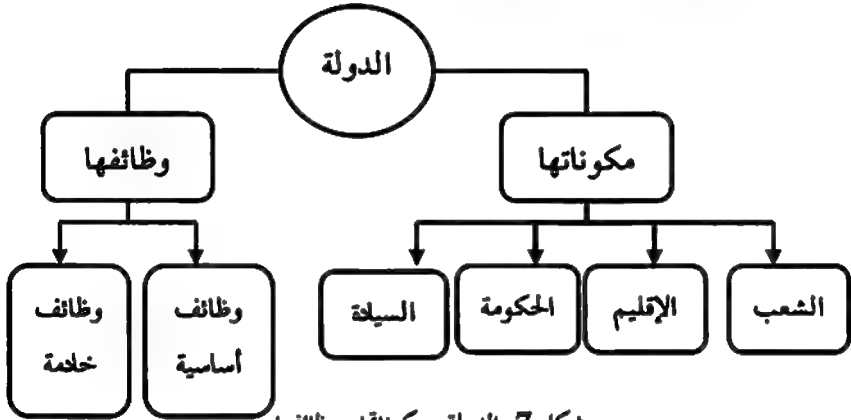 الدولة
مكوناتها
وظائفها
الشعب
الإقليم
الحكومة
السيادة
وظائف
أساسية
وظائف
خادمة